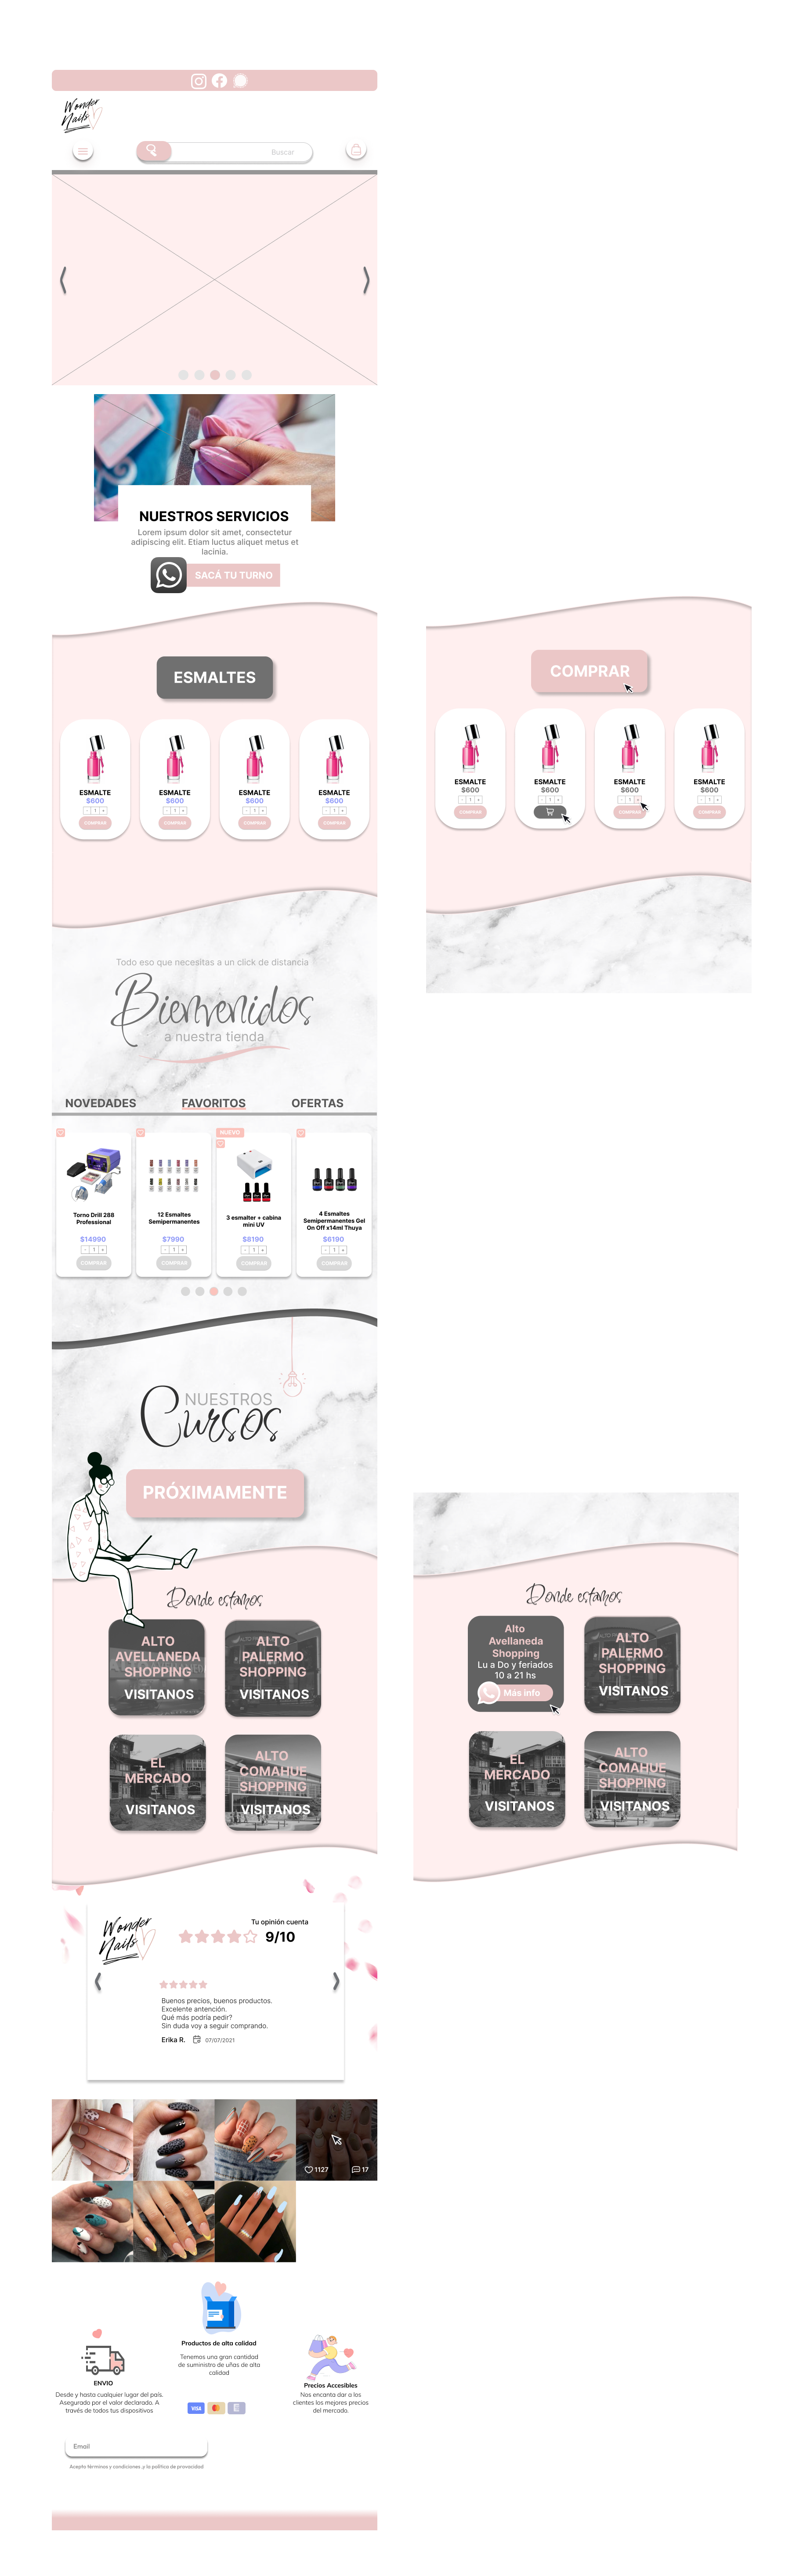 Wonder
Nails
Buscar
NUESTROS SERVICIOS
Lorem ipsum dolor sit amet, consectetur
adipiscing elit. Etiam luctus aliquet metus et
lacinia.
SACÁ TU TURNO
ESMALTES
ESMALTE
$600
- 1 +
COMPRAR
ESMALTE
$600
- 1 +
COMPRAR
ESMALTE
$600
- 1 +
COMPRAR
ESMALTE
$600
- 1 +
COMPRAR
COMPRAR
ESMALTE
$600
- 1 +
COMPRAR
ESMALTE
$600
- 1 +
ESMALTE
$600
- 1 +
COMPRAR
ESMALTE
$600
- 1 +
COMPRAR
Todo eso que necesitas a un click de distancia
Bienvenidos
a nuestra tienda
NOVEDADES FAVORITOS OFERTAS
Torno Drill 288
Professional
$14990
- 1 +
COMPRAR
12 Esmaltes
Semipermanentes
$7990
- 1 +
COMPRAR
NUEVO
3 esmalter + cabina
mini UV
$8190
- 1 +
COMPRAR
4 Esmaltes
Semipermanentes Gel
On Off x14ml Thuya
$6190
- 1 +
COMPRAR
NUESTROS
Cursos
PRÓXIMAMENTE
Donde estamos
ALTO
AVELLANEDA
SHOPPING
VISITANOS
ALTO
PALERMO
SHOPPING
VISITANOS
EL
MERCADO
VISITANOS
ALTO
COMAHUE
SHOPPING
VISITANOS
Donde estamos
Alto
Avellaneda
Shopping
Lu a Do y feriados
10 a 21 hs
Más info
ALTO
PALERMO
SHOPPING
VISITANOS
EL
MERCADO
VISITANOS
ALTO
COMAHUE
SHOPPING
VISITANOS
Wonder
Nails
Tu opinión cuenta
9/10
Buenos precios, buenos productos.
Excelente antención.
Qué más podría pedir?
Sin duda voy a seguir comprando.
Erika R. 07/07/2021
1127 17
ENVIO
Desde y hasta cualquier lugar del país.
Asegurado por el valor declarado. A
través de todos tus dispositivos
Productos de alta calidad
Tenemos una gran cantidad
de suministro de uñas de alta
calidad
VISA
Precios Accesibles
Nos encanta dar a los
clientes los mejores precios
del mercado.
Email
Acepto términos y condiciones ,y la política de provacidad